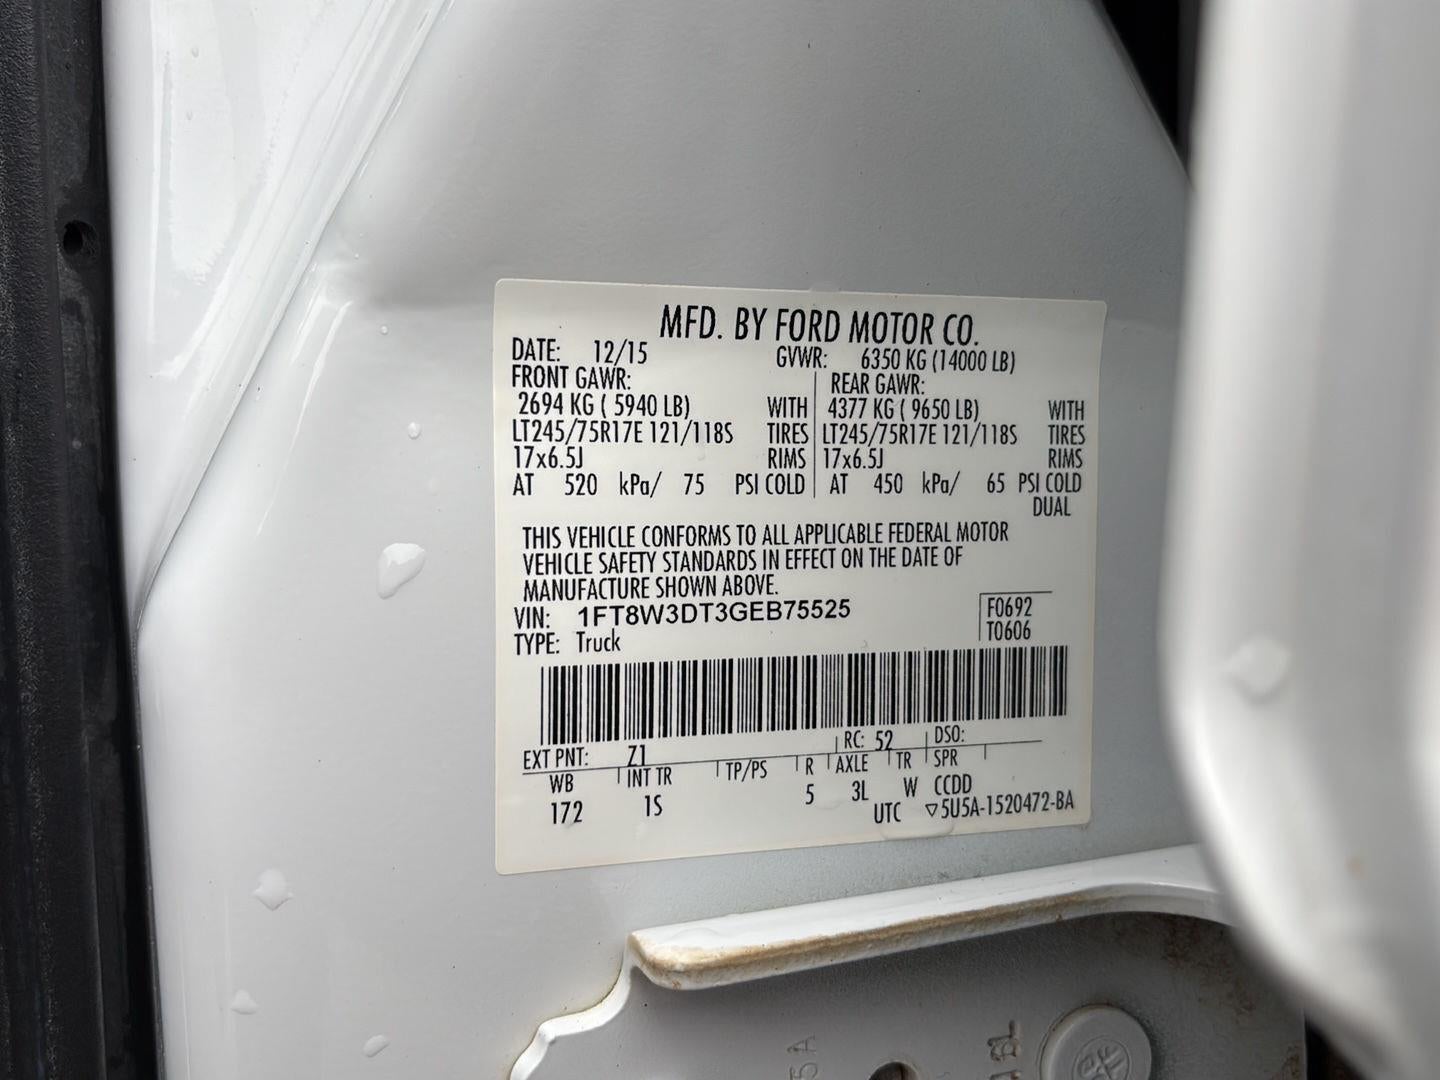 MFD. BY FORD MOTOR CO.
DATE: 12/15 GVWR: 6350 KG (14000 LB)
FRONT GAWR: REAR GAWR:
2694 KG ( 5940 LB) WITH 4377 KG ( 9650 LB) WITH
LT245/75R17E 121/118S TIRES LT245/75R17E 121/118S TIRES
17x6.5J RIMS 17x6.5J RIMS
AT 520 kPa/ 75 PSI COLD AT 450 kPa/ 65 PSI COLD
DUAL
THIS VEHICLE CONFORMS TO ALL APPLICABLE FEDERAL MOTOR
VEHICLE SAFETY STANDARDS IN EFFECT ON THE DATE OF
MANUFACTURE SHOWN ABOVE.
VIN: 1FT8W3DT3GEB75525 F0692
TYPE: Truck T0606
EXT PNT: Z1 RC: 52 DSO:
WB INT TR TP/PS R AXLE TR SPR
172 1S 5 3L W CCDD
UTC ▽5U5A-1520472-BA